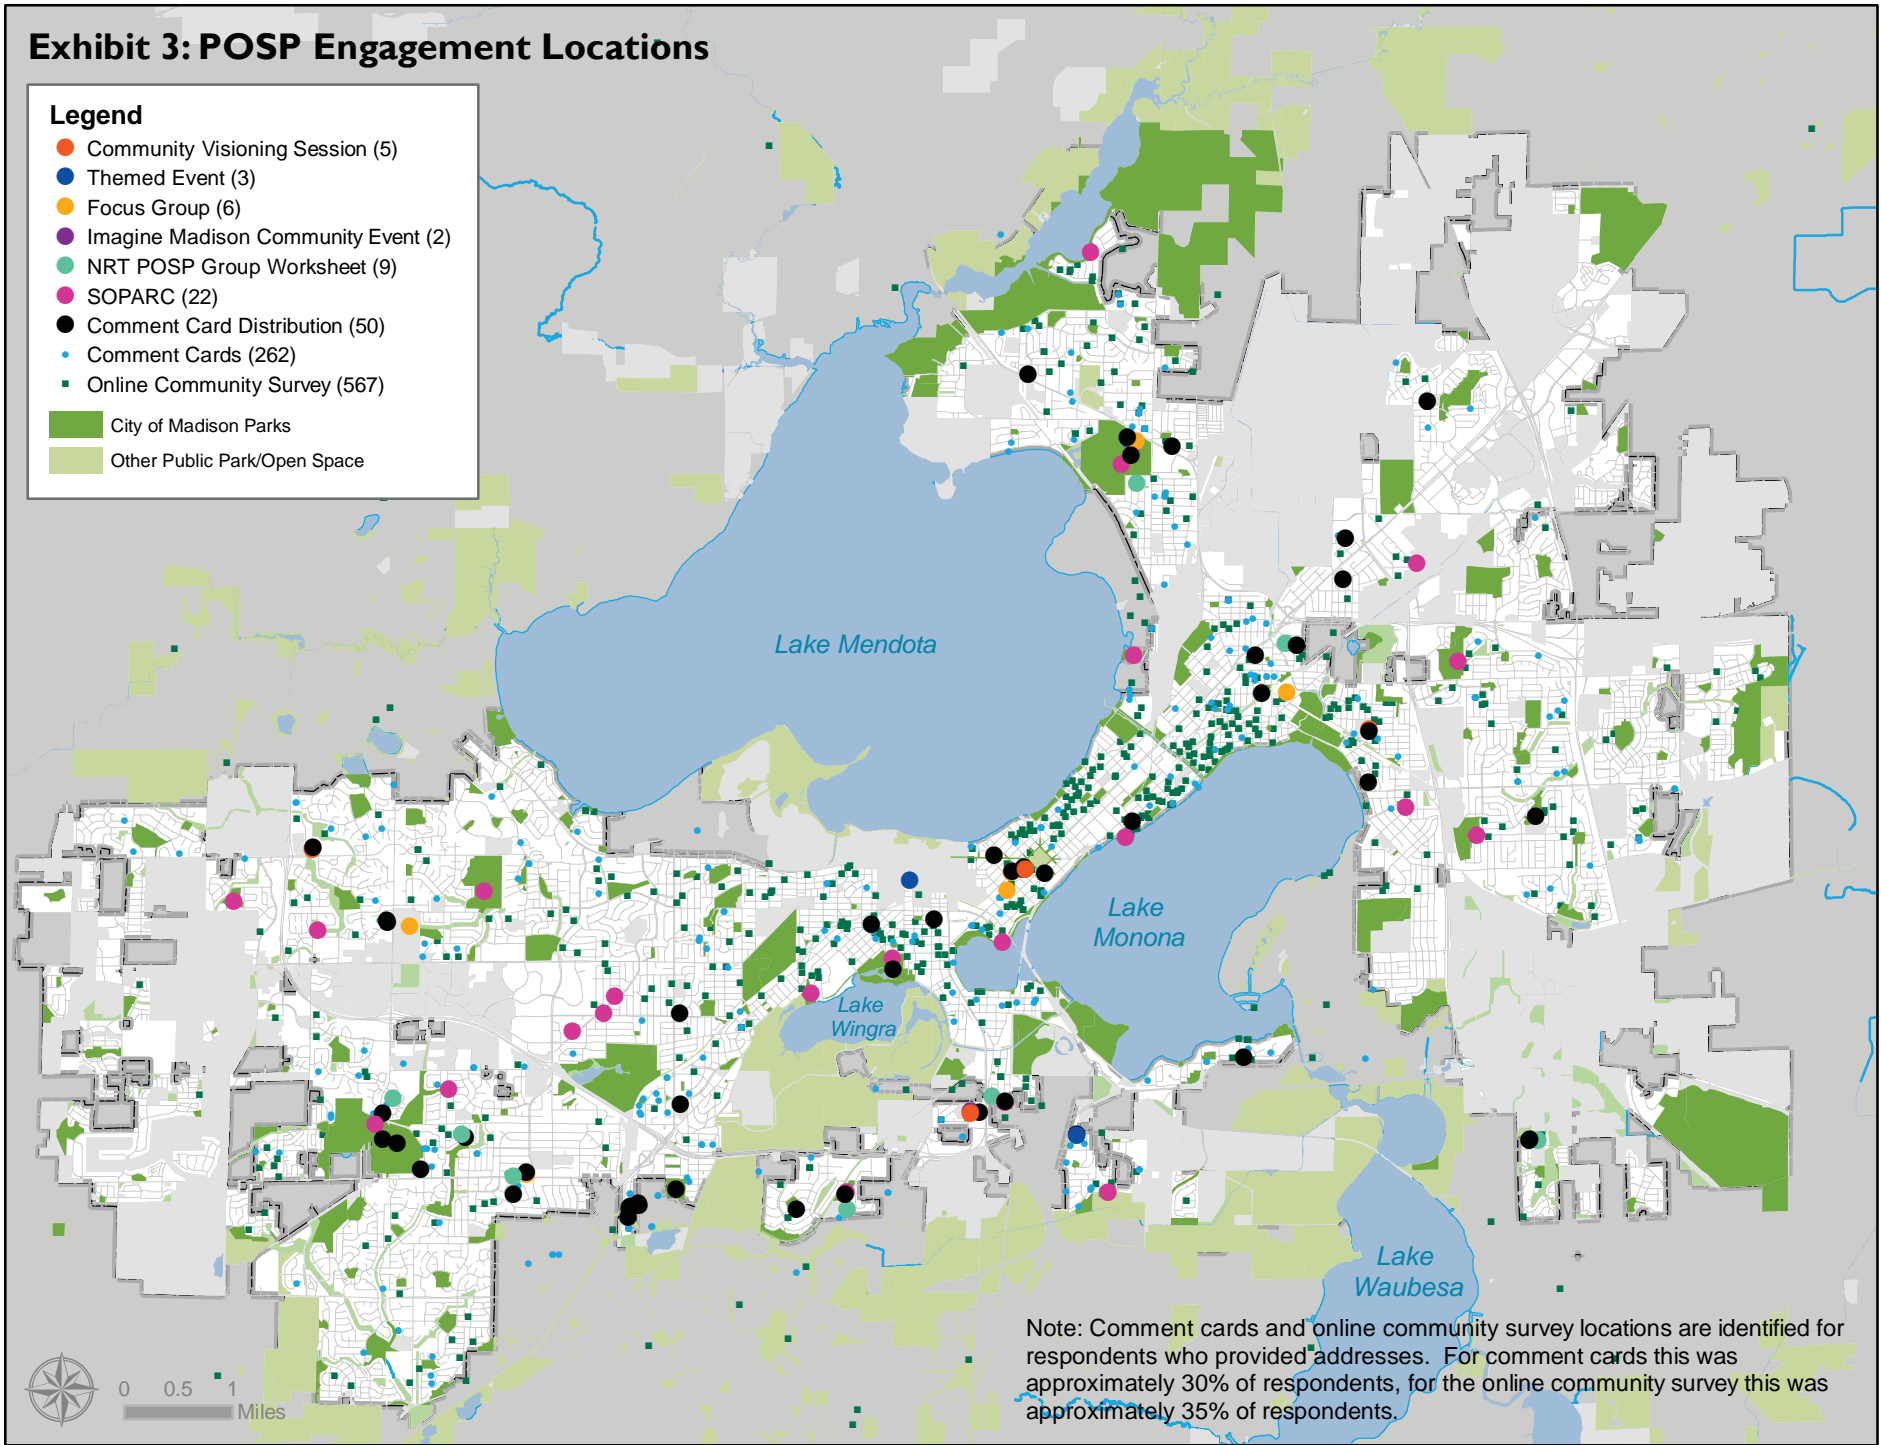 Exhibit 3: POSP Engagement Locations
Legend
Community Visioning Session (5)
Themed Event (3)
Focus Group (6)
Imagine Madison Community Event (2)
NRT POSP Group Worksheet (9)
SOPARC (22)
Comment Card Distribution (50)
Comment Cards (262)
Online Community Survey (567)
City of Madison Parks
Other Public Park/Open Space
Lake Mendota
Lake
Monona
Lake
Wingra
Lake
Waubesa
Note: Comment cards and online community survey locations are identified for
respondents who provided addresses.  For comment cards this was
approximately 30% of respondents, for the online community survey this was
approximately 35% of respondents.
0 0.5 1
Miles